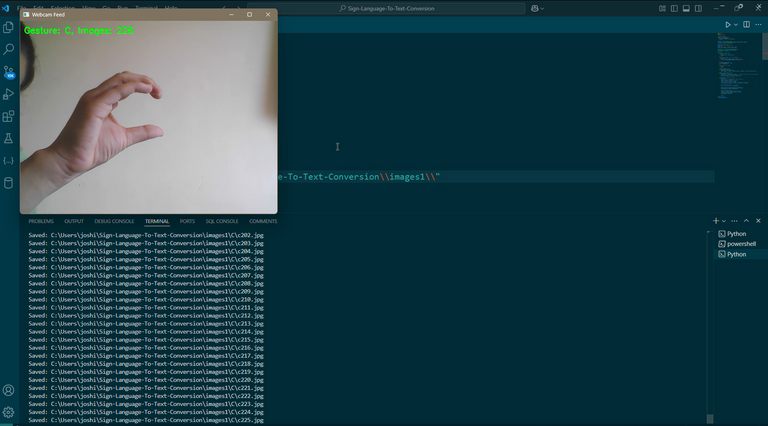 Sign-Language-To-Text-Conversion
Webcam Feed
Gesture: C, Images:
e-To-Text-Conversion\\images1\\"
PROBLEMS OUTPUT DEBUG CONSOLE TERMINAL PORTS SQL CONSOLE COMMENTS
Python
powershell
Python
Saved: C:\Users\joshi\Sign-Language-To-Text-Conversion\images1\C\c202.jpg
Saved: C:\Users\joshi\Sign-Language-To-Text-Conversion\images1\C\c203.jpg
Saved: C:\Users\joshi\Sign-Language-To-Text-Conversion\images1\C\c204.jpg
Saved: C:\Users\joshi\Sign-Language-To-Text-Conversion\images1\C\c205.jpg
Saved: C:\Users\joshi\Sign-Language-To-Text-Conversion\images1\C\c206.jpg
Saved: C:\Users\joshi\Sign-Language-To-Text-Conversion\images1\C\c207.jpg
Saved: C:\Users\joshi\Sign-Language-To-Text-Conversion\images1\C\c208.jpg
Saved: C:\Users\joshi\Sign-Language-To-Text-Conversion\images1\C\c209.jpg
Saved: C:\Users\joshi\Sign-Language-To-Text-Conversion\images1\C\c210.jpg
Saved: C:\Users\joshi\Sign-Language-To-Text-Conversion\images1\C\c211.jpg
Saved: C:\Users\joshi\Sign-Language-To-Text-Conversion\images1\C\c212.jpg
Saved: C:\Users\joshi\Sign-Language-To-Text-Conversion\images1\C\c213.jpg
Saved: C:\Users\joshi\Sign-Language-To-Text-Conversion\images1\C\c214.jpg
Saved: C:\Users\joshi\Sign-Language-To-Text-Conversion\images1\C\c215.jpg
Saved: C:\Users\joshi\Sign-Language-To-Text-Conversion\images1\C\c216.jpg
Saved: C:\Users\joshi\Sign-Language-To-Text-Conversion\images1\C\c217.jpg
Saved: C:\Users\joshi\Sign-Language-To-Text-Conversion\images1\C\c218.jpg
Saved: C:\Users\joshi\Sign-Language-To-Text-Conversion\images1\C\c219.jpg
Saved: C:\Users\joshi\Sign-Language-To-Text-Conversion\images1\C\c220.jpg
Saved: C:\Users\joshi\Sign-Language-To-Text-Conversion\images1\C\c221.jpg
Saved: C:\Users\joshi\Sign-Language-To-Text-Conversion\images1\C\c222.jpg
Saved: C:\Users\joshi\Sign-Language-To-Text-Conversion\images1\C\c223.jpg
Saved: C:\Users\joshi\Sign-Language-To-Text-Conversion\images1\C\c224.jpg
Saved: C:\Users\joshi\Sign-Language-To-Text-Conversion\images1\C\c225.jpg